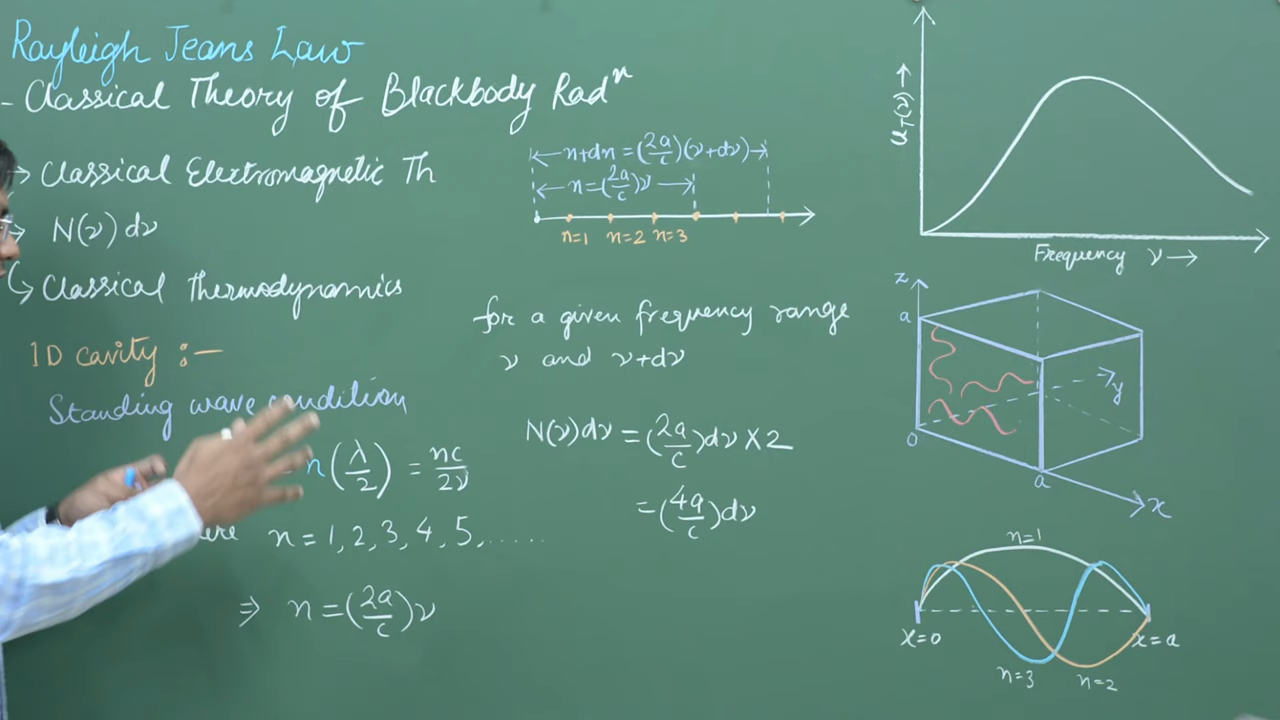 Rayleigh Jeans Law
- Classical Theory of Blackbody Radⁿ
→ Classical Electromagnetic Th
→ N(ν) dν
↳ Classical Thermodynamics
1D cavity :-
Standing wave condition
= n(λ/2) = nc/2ν
n = 1, 2, 3, 4, 5, ......
⇒ n = (2a/c)ν
n+dn = (2a/c)(ν+dν)
n = (2a/c)ν
n=1 n=2 n=3
for a given frequency range
ν and ν+dν
N(ν)dν = (2a/c)dν × 2
= (4a/c)dν
u_T(ν) →
Frequency ν →
z
a
y
0
a
x
n=1
x=0
x=a
n=3
n=2